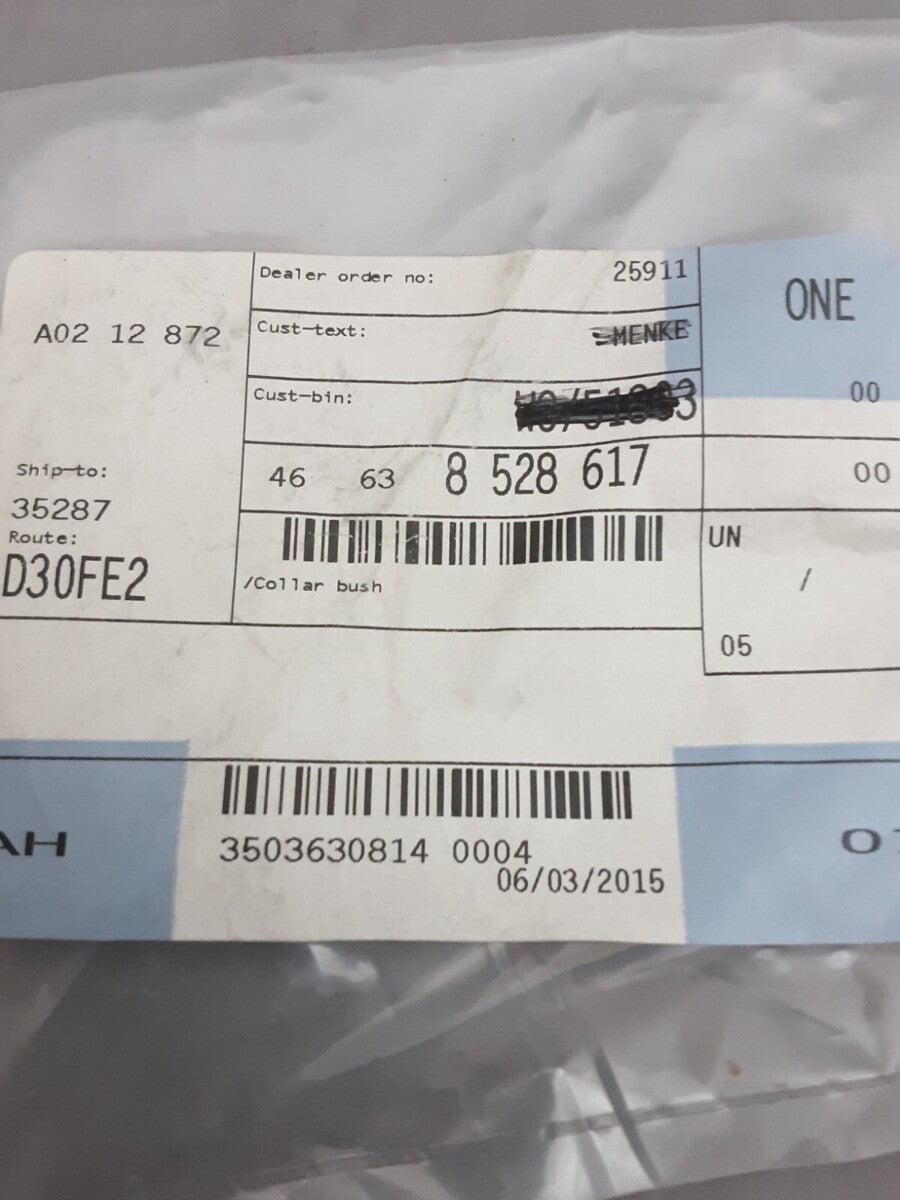 Dealer order no: 25911
ONE
A02 12 872
Cust-text: MENKE
Cust-bin:
00
Ship-to:
46 63 8 528 617
00
35287
Route:
D30FE2
/Collar bush
UN
/
05
AH
3503630814 0004
06/03/2015